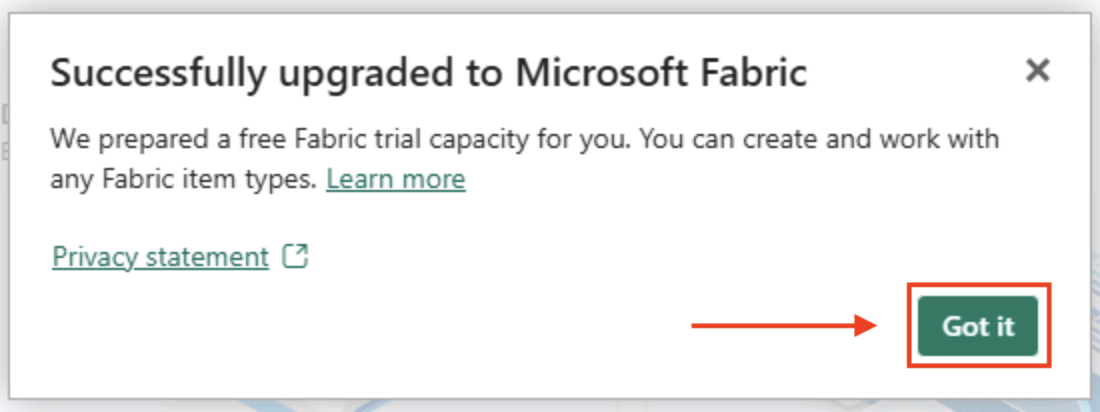 Successfully upgraded to Microsoft Fabric
We prepared a free Fabric trial capacity for you. You can create and work with
any Fabric item types. Learn more
Privacy statement
Got it